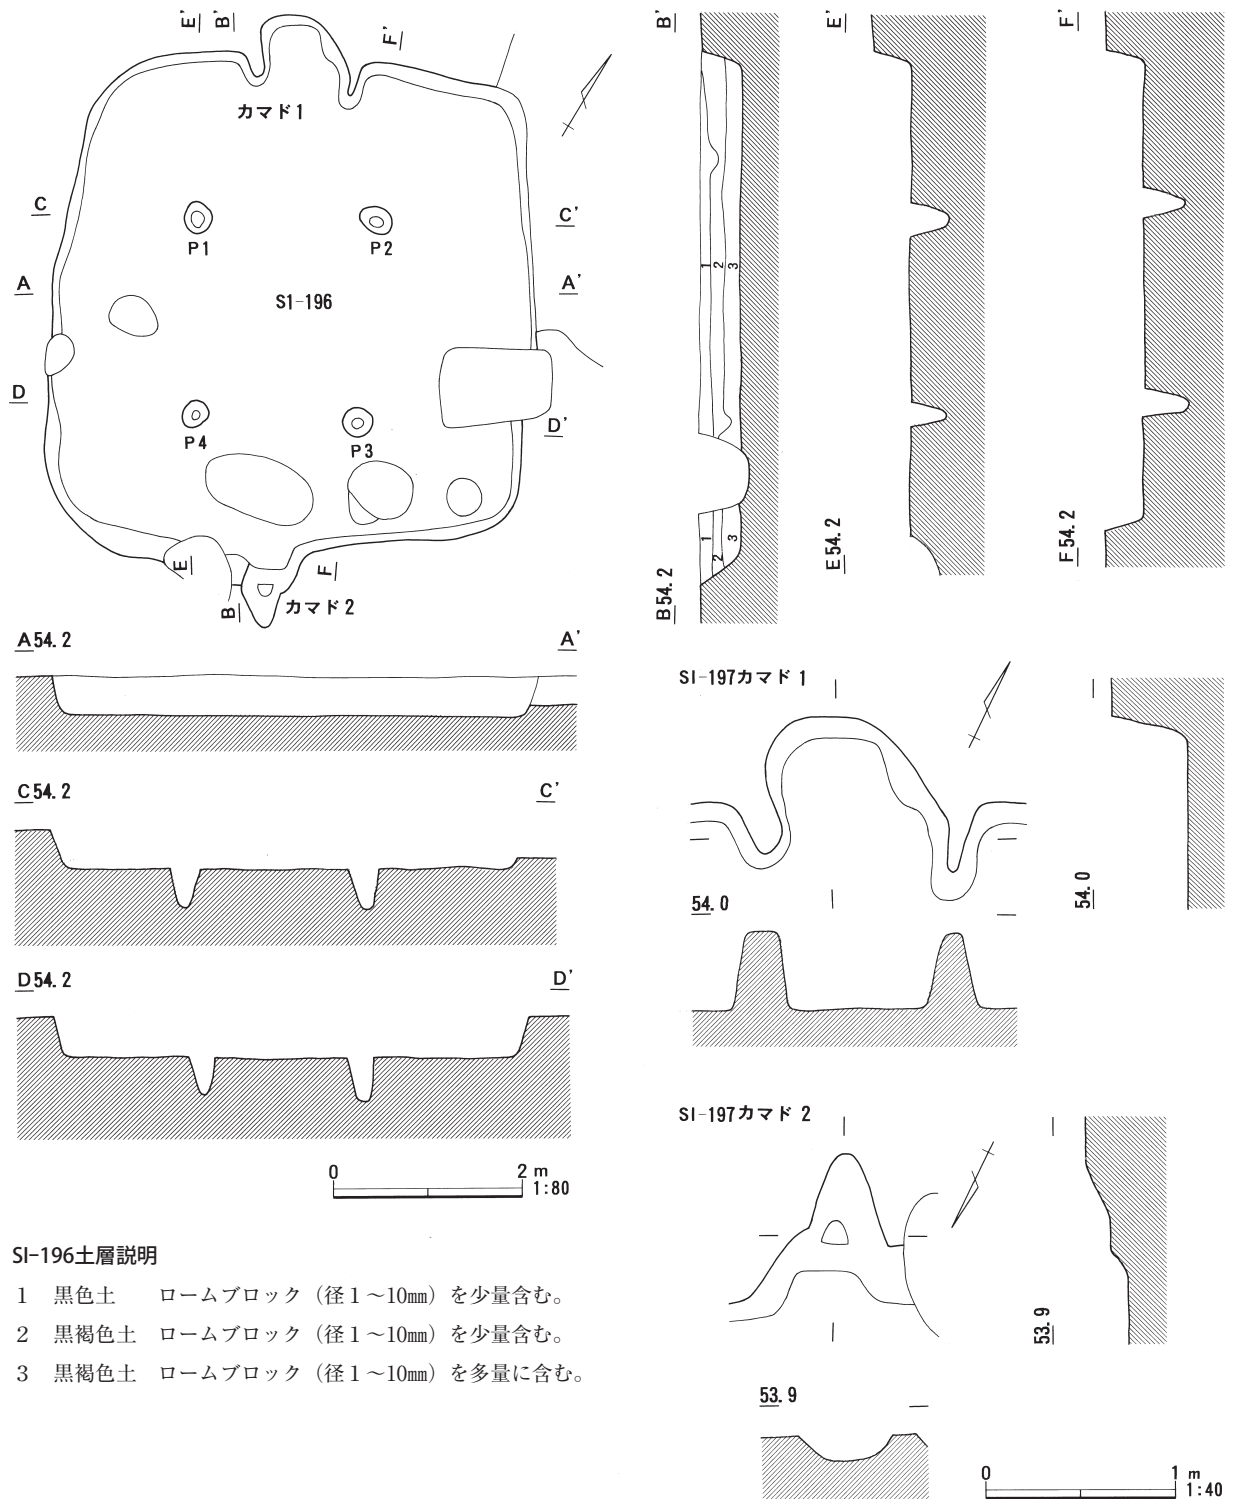 E' B' F'
カマド1
C C'
P1 P2
A A'
SI-196
D D'
P4 P3
E F
B カマド2
A54.2 A'
C54.2 C'
D54.2 D'
0 2 m
1:80
B' E' F'
1 2 3
1 2 3
B54.2 E54.2 F54.2
SI-197カマド 1
54.0
54.0
SI-197カマド 2
53.9
53.9
0 1 m
1:40
SI-196土層説明
1 黒色土 ロームブロック（径１～10㎜）を少量含む。
2 黒褐色土 ロームブロック（径１～10㎜）を少量含む。
3 黒褐色土 ロームブロック（径１～10㎜）を多量に含む。